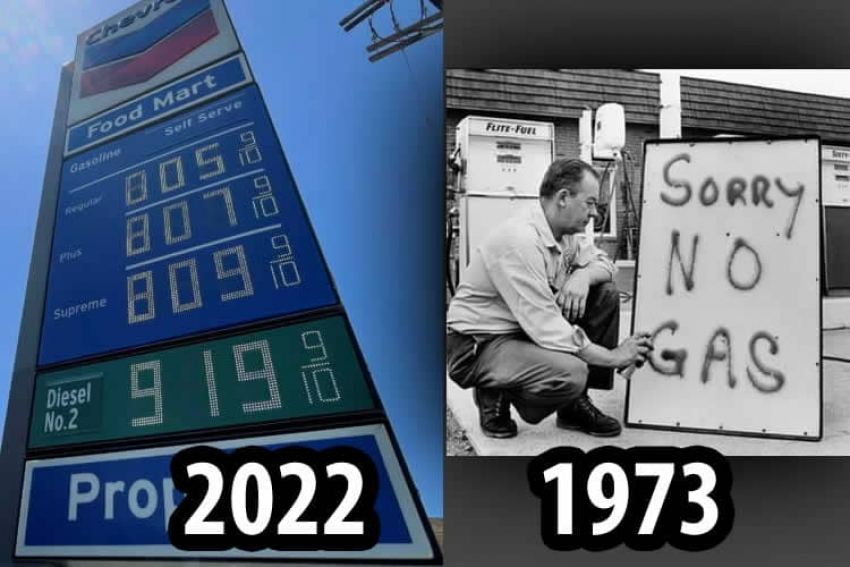 Chevron
Food Mart
Self Serve
Gasoline
Regular 805 9/10
Plus 807 9/10
Supreme 809 9/10
Diesel
No.2
919 9/10
Prop
2022
FLITE-FUEL
SORRY
NO
GAS
1973